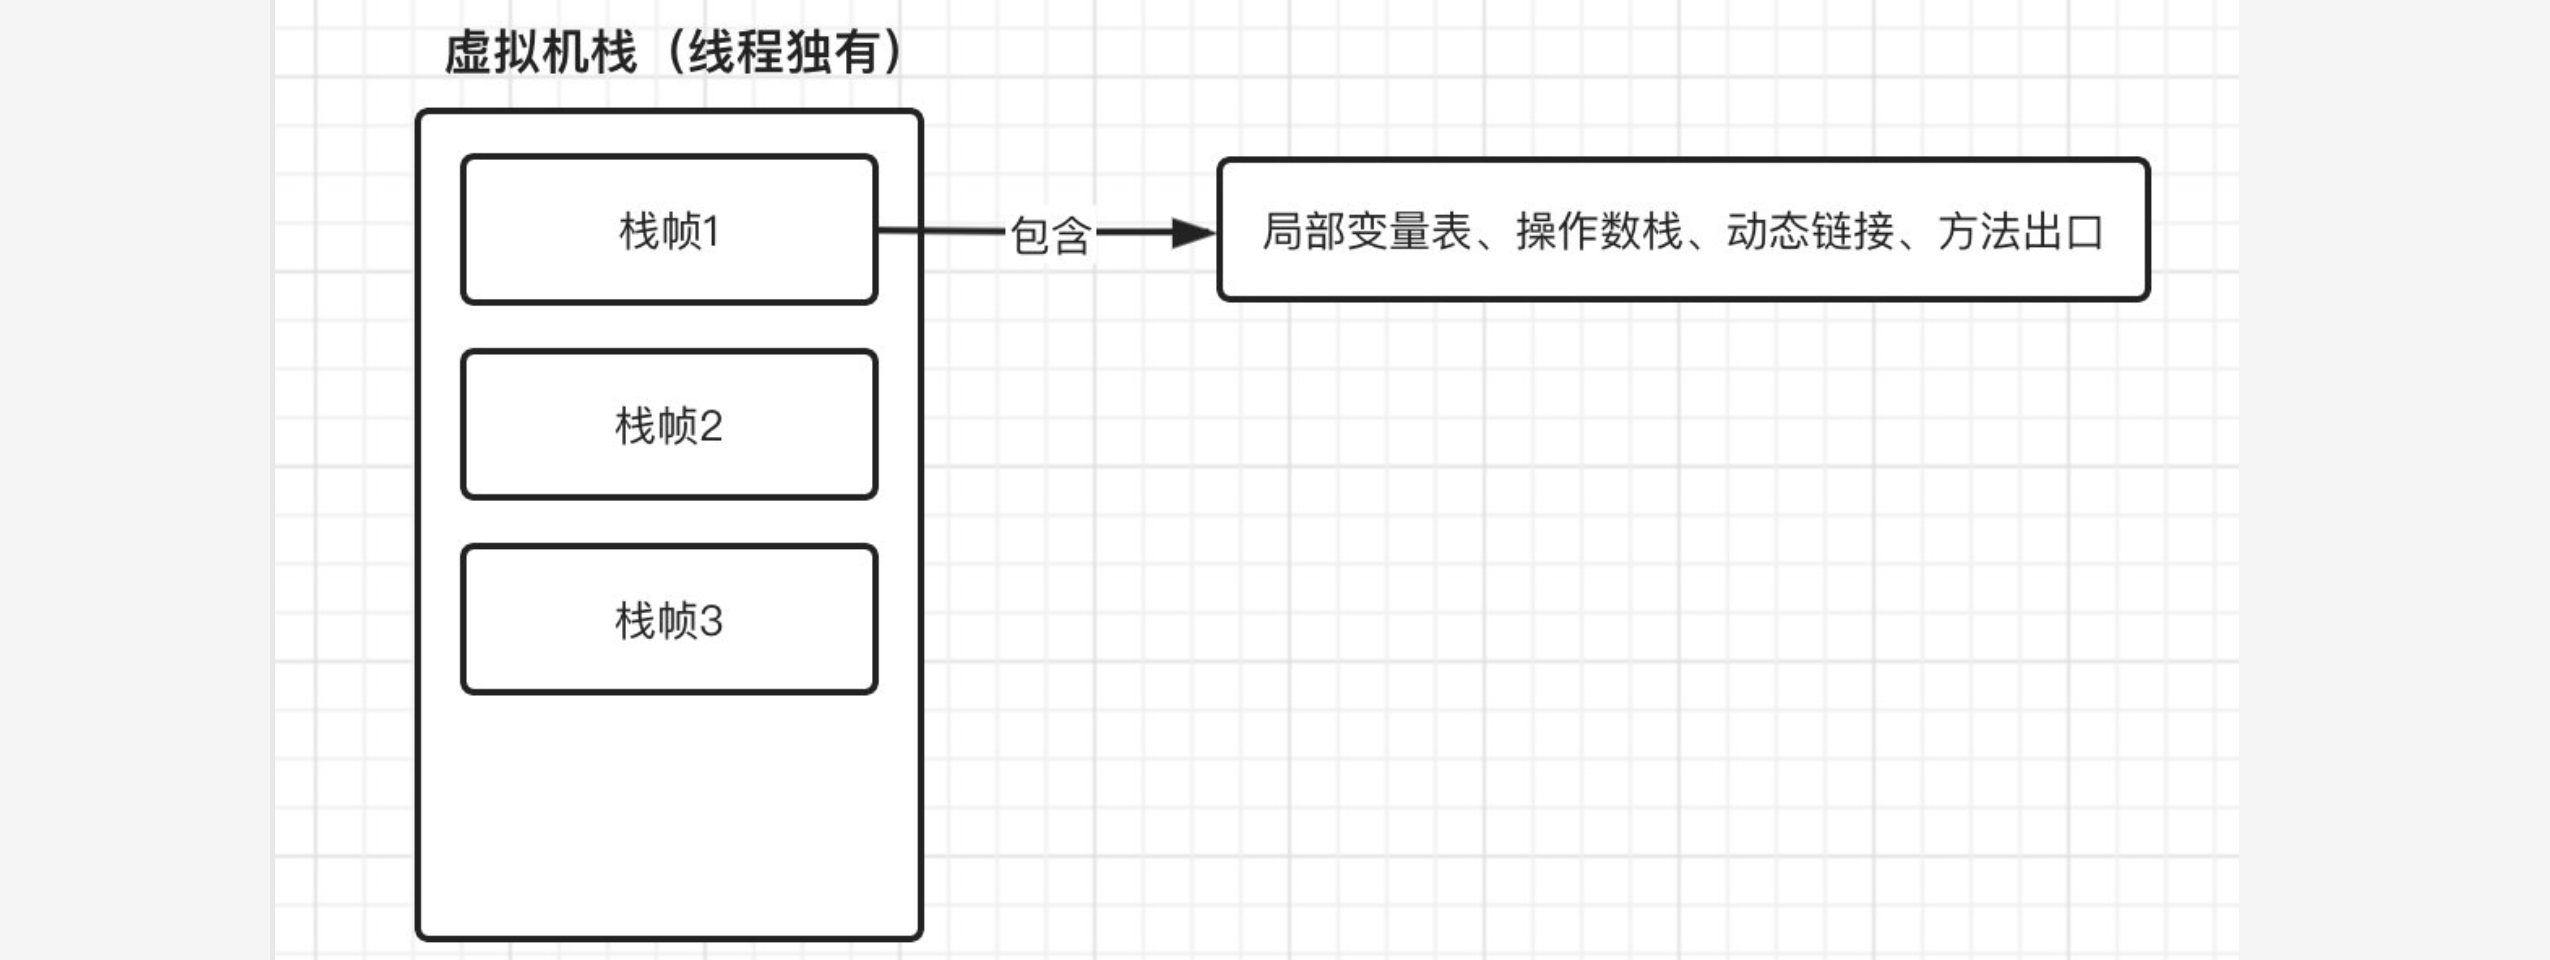 虚拟机栈（线程独有）
栈帧1
包含
局部变量表、操作数栈、动态链接、方法出口
栈帧2
栈帧3